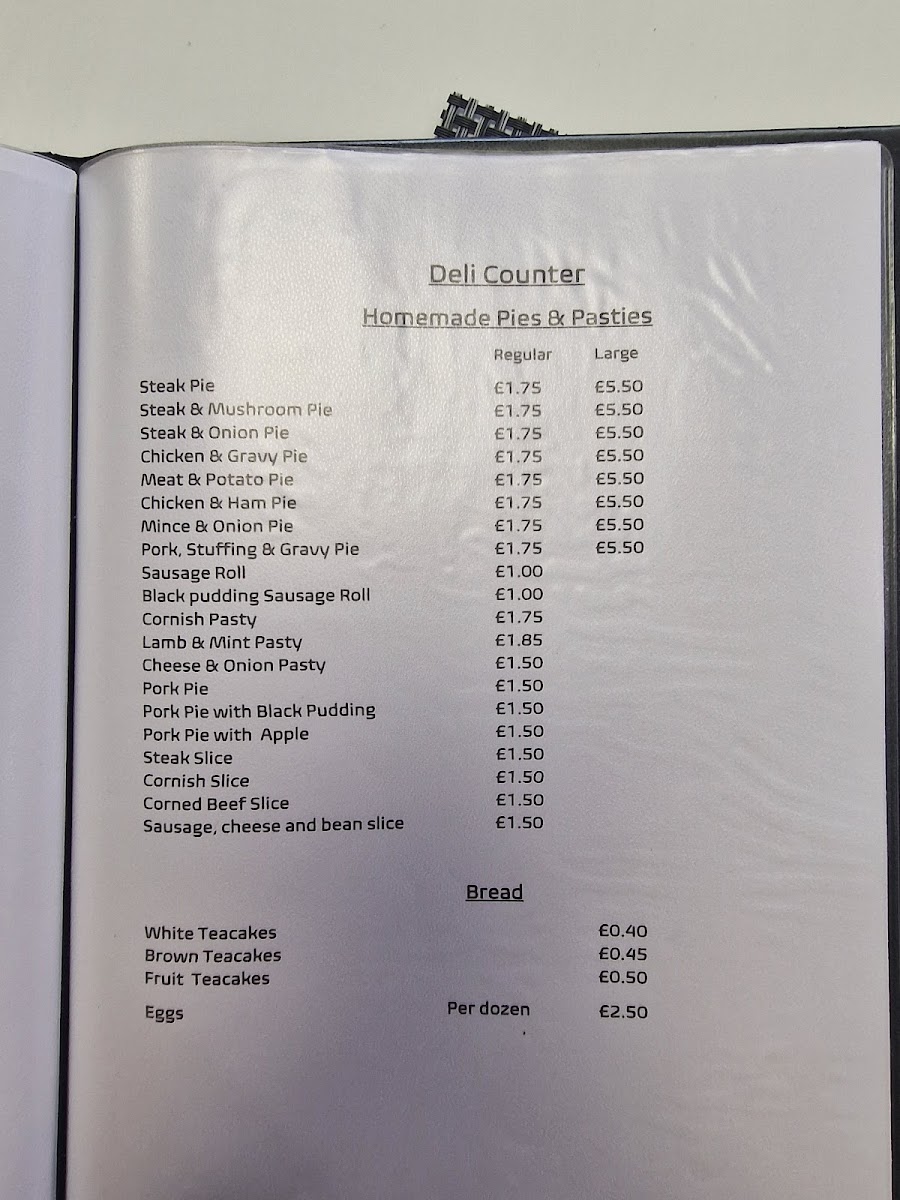 Deli Counter
Homemade Pies & Pasties
Regular Large
Steak Pie £1.75 £5.50
Steak & Mushroom Pie £1.75 £5.50
Steak & Onion Pie £1.75 £5.50
Chicken & Gravy Pie £1.75 £5.50
Meat & Potato Pie £1.75 £5.50
Chicken & Ham Pie £1.75 £5.50
Mince & Onion Pie £1.75 £5.50
Pork, Stuffing & Gravy Pie £1.75 £5.50
Sausage Roll £1.00
Black pudding Sausage Roll £1.00
Cornish Pasty £1.75
Lamb & Mint Pasty £1.85
Cheese & Onion Pasty £1.50
Pork Pie £1.50
Pork Pie with Black Pudding £1.50
Pork Pie with Apple £1.50
Steak Slice £1.50
Cornish Slice £1.50
Corned Beef Slice £1.50
Sausage, cheese and bean slice £1.50
Bread
White Teacakes £0.40
Brown Teacakes £0.45
Fruit Teacakes £0.50
Eggs Per dozen £2.50